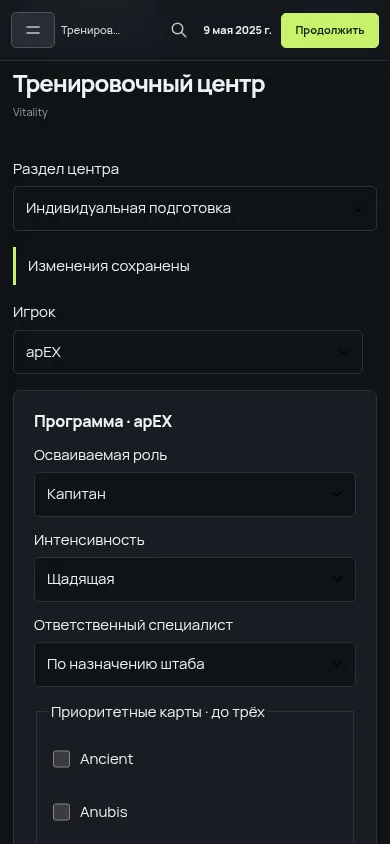 Трениров...
9 мая 2025 г.
Продолжить
Тренировочный центр
Vitality
Раздел центра
Индивидуальная подготовка
Изменения сохранены
Игрок
apEX
Программа · apEX
Осваиваемая роль
Капитан
Интенсивность
Щадящая
Ответственный специалист
По назначению штаба
Приоритетные карты · до трёх
Ancient
Anubis